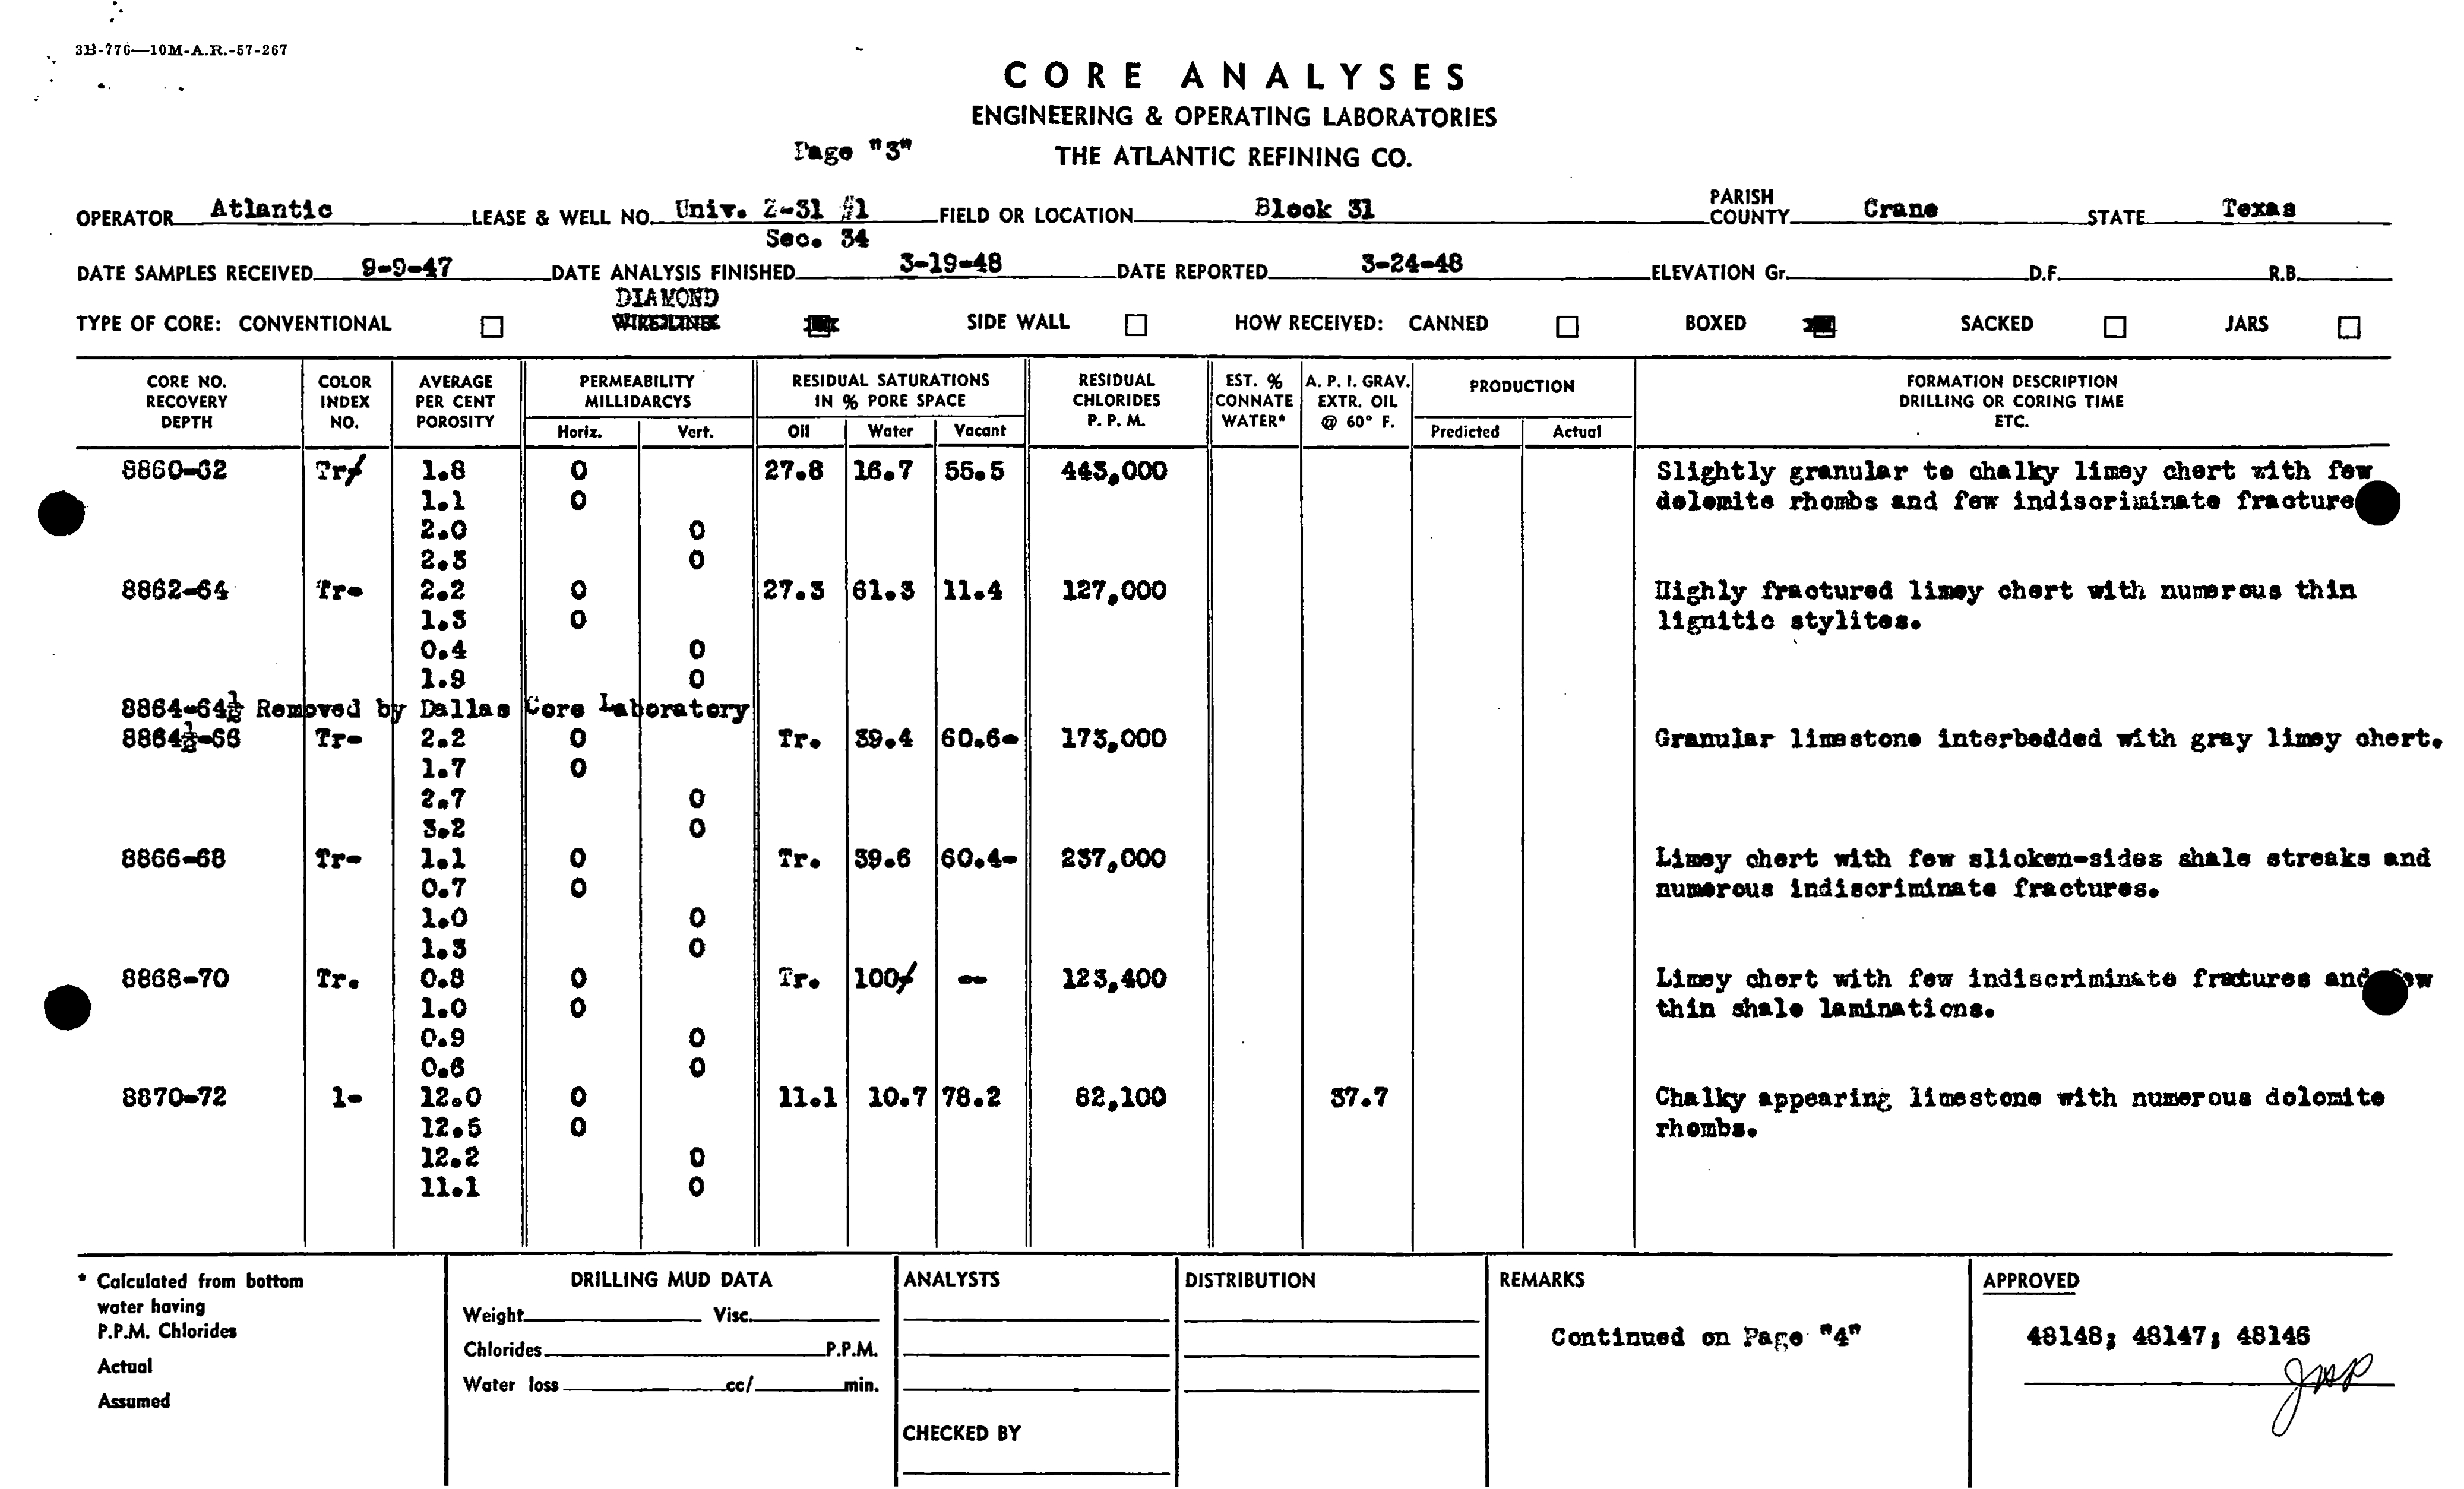 3B-776—10M-A.R.-57-267
CORE ANALYSES
ENGINEERING & OPERATING LABORATORIES
Page "3" THE ATLANTIC REFINING CO.
OPERATOR Atlantic LEASE & WELL NO. Univ. Z-31 #1 FIELD OR LOCATION Block 31 PARISH COUNTY Crane STATE Texas
Sec. 34
DATE SAMPLES RECEIVED 9-9-47 DATE ANALYSIS FINISHED 3-19-48 DATE REPORTED 3-24-48 ELEVATION Gr. D.F. R.B.
DIAMOND
TYPE OF CORE: CONVENTIONAL WIRELINE SIDE WALL HOW RECEIVED: CANNED BOXED SACKED JARS
CORE NO. COLOR AVERAGE PERMEABILITY RESIDUAL SATURATIONS RESIDUAL EST. % A. P. I. GRAV. PRODUCTION FORMATION DESCRIPTION
RECOVERY INDEX PER CENT MILLIDARCYS IN % PORE SPACE CHLORIDES CONNATE EXTR. OIL DRILLING OR CORING TIME
DEPTH NO. POROSITY Horiz. Vert. Oil Water Vacant P. P. M. WATER* @ 60° F. Predicted Actual ETC.
8860-62 Tr/ 1.8 0 27.8 16.7 55.5 443,000 Slightly granular to chalky limey chert with few
1.1 0 dolomite rhombs and few indiscriminate fracture
2.0 0
2.3 0
8862-64 Tr- 2.2 0 27.3 61.3 11.4 127,000 Highly fractured limey chert with numerous thin
1.3 0 lignitic stylites.
0.4 0
1.9 0
8864-64½ Removed by Dallas Core Laboratory
8864½-66 Tr- 2.2 0 Tr. 39.4 60.6- 173,000 Granular limestone interbedded with gray limey chert.
1.7 0
2.7 0
3.2 0
8866-68 Tr- 1.1 0 Tr. 39.6 60.4- 237,000 Limey chert with few slicken-sides shale streaks and
0.7 0 numerous indiscriminate fractures.
1.0 0
1.3 0
8868-70 Tr. 0.8 0 Tr. 100/ -- 123,400 Limey chert with few indiscriminate fractures and few
1.0 0 thin shale laminations.
0.9 0
0.6 0
8870-72 1- 12.0 0 11.1 10.7 78.2 82,100 37.7 Chalky appearing limestone with numerous dolomite
12.5 0 rhombs.
12.2 0
11.1 0
* Calculated from bottom
water having
P.P.M. Chlorides
Actual
Assumed
DRILLING MUD DATA
Weight Visc.
Chlorides P.P.M.
Water loss cc/ min.
ANALYSTS
CHECKED BY
DISTRIBUTION
REMARKS
Continued on Page "4"
APPROVED
48148; 48147; 48146